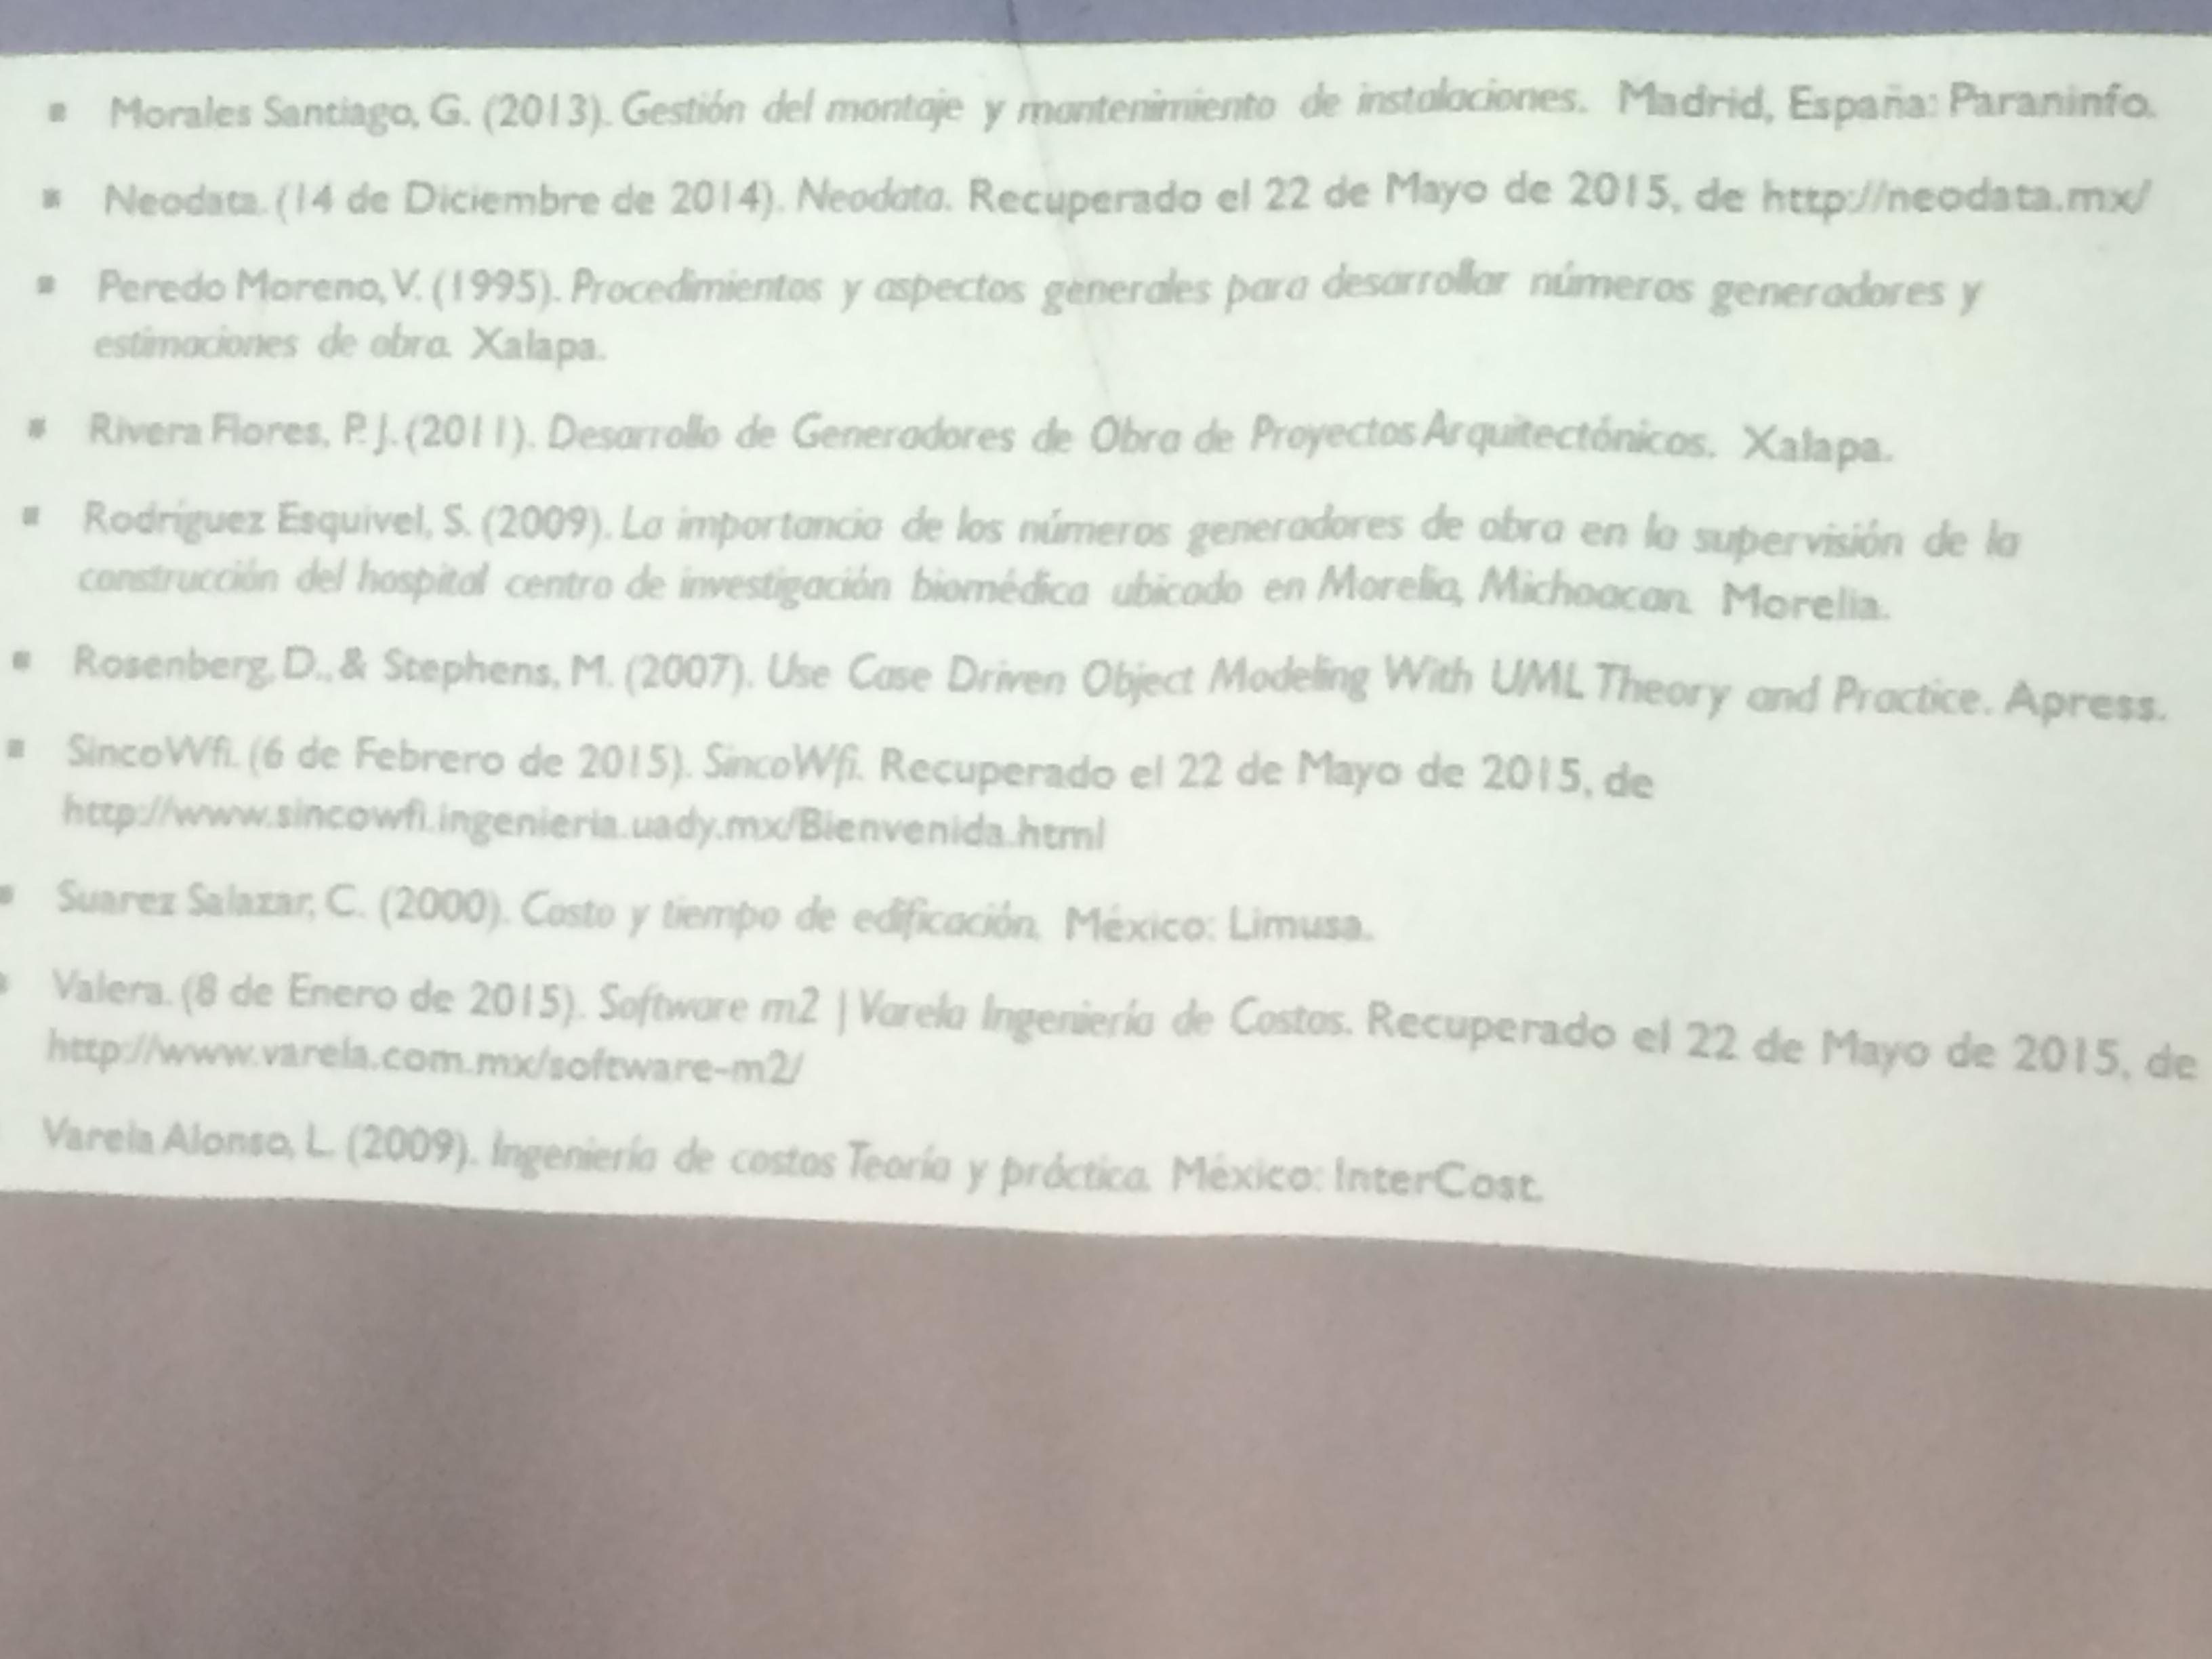 Morales Santiago, G. (2013). Gestión del montaje y mantenimiento de instalaciones. Madrid, España: Paraninfo.
Neodata. (14 de Diciembre de 2014). Neodata. Recuperado el 22 de Mayo de 2015, de http://neodata.mx/
Peredo Moreno, V. (1995). Procedimientos y aspectos generales para desarrollar números generadores y
estimaciones de obra. Xalapa.
Rivera Flores, P. J. (2011). Desarrollo de Generadores de Obra de Proyectos Arquitectónicos. Xalapa.
Rodriguez Esquivel, S. (2009). La importancia de los números generadores de obra en la supervisión de la
construcción del hospital centro de investigación biomédica ubicado en Morelia, Michoacan. Morelia.
Rosenberg, D., & Stephens, M. (2007). Use Case Driven Object Modeling With UML Theory and Practice. Apress.
SincoWfi. (6 de Febrero de 2015). SincoWfi. Recuperado el 22 de Mayo de 2015, de
http://www.sincowfi.ingenieria.uady.mx/Bienvenida.html
Suarez Salazar, C. (2000). Costo y tiempo de edificación. México: Limusa.
Valera. (8 de Enero de 2015). Software m2 | Varela Ingeniería de Costos. Recuperado el 22 de Mayo de 2015, de
http://www.varela.com.mx/software-m2/
Varela Alonso, L. (2009). Ingeniería de costos Teoría y práctica. México: InterCost.